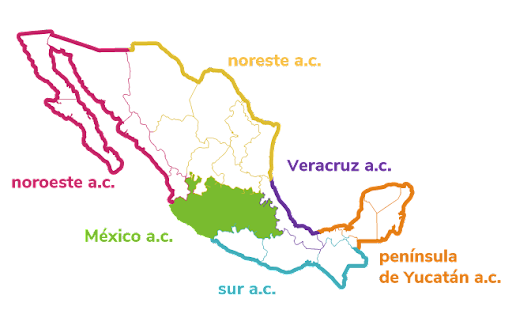 noreste a.c.
Veracruz a.c.
noroeste a.c.
México a.c.
península
de Yucatán a.c.
sur a.c.